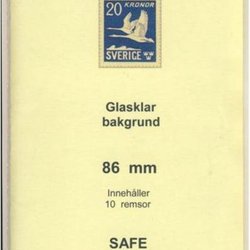 20 KRONOR
SVERIGE
Glasklar
bakgrund
86 mm
Innehåller
10 remsor
SAFE